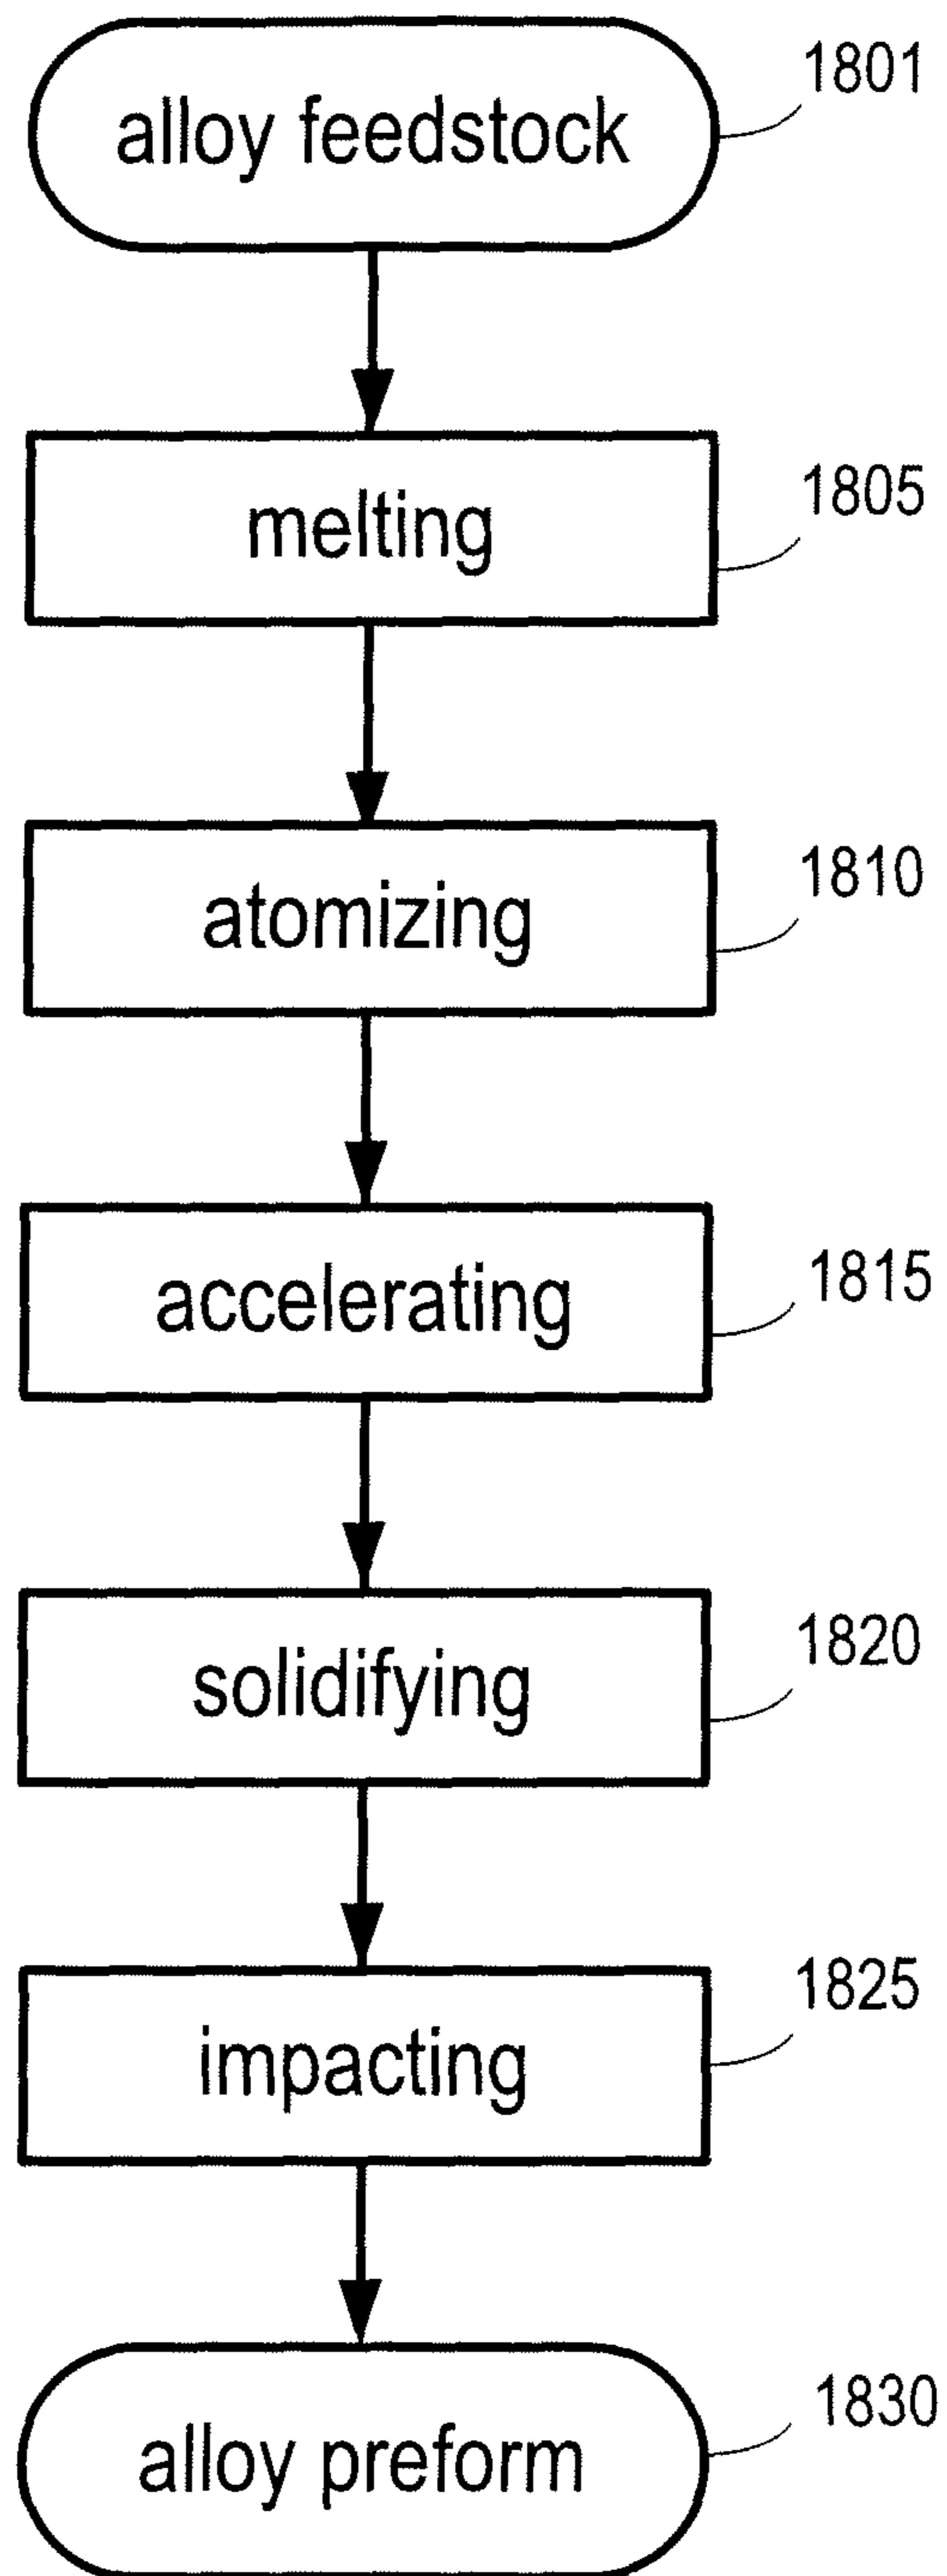 alloy feedstock
1801
melting
1805
atomizing
1810
accelerating
1815
solidifying
1820
impacting
1825
alloy preform
1830